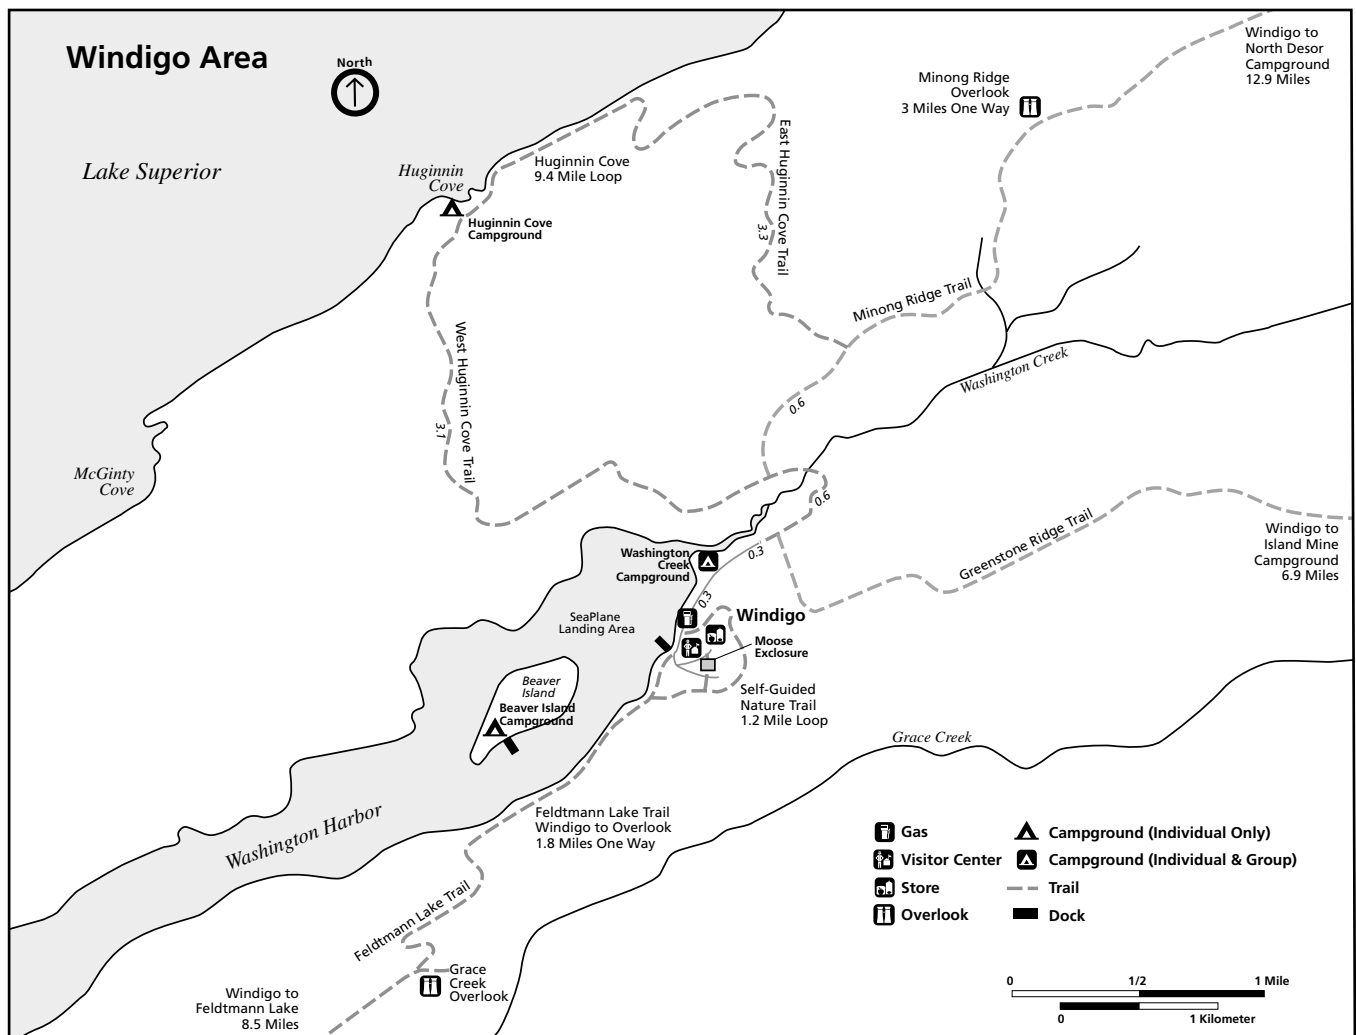 Windigo Area
North
Windigo to
North Desor
Campground
12.9 Miles
Minong Ridge
Overlook
3 Miles One Way
Lake Superior
Huginnin
Cove
Huginnin Cove
9.4 Mile Loop
East Huginnin Cove Trail
3.3
Huginnin Cove
Campground
Minong Ridge Trail
West Huginnin Cove Trail
3.1
Washington Creek
0.6
McGinty
Cove
0.6
Greenstone Ridge Trail
Windigo to
Island Mine
Campground
6.9 Miles
Washington
Creek
Campground
0.3
0.3
SeaPlane
Landing Area
Windigo
Moose
Exclosure
Beaver
Island
Beaver Island
Campground
Self-Guided
Nature Trail
1.2 Mile Loop
Grace Creek
Washington Harbor
Feldtmann Lake Trail
Windigo to Overlook
1.8 Miles One Way
Feldtmann Lake Trail
Grace
Creek
Overlook
Windigo to
Feldtmann Lake
8.5 Miles
Gas
Visitor Center
Store
Overlook
Campground (Individual Only)
Campground (Individual & Group)
Trail
Dock
0 1/2 1 Mile
0 1 Kilometer